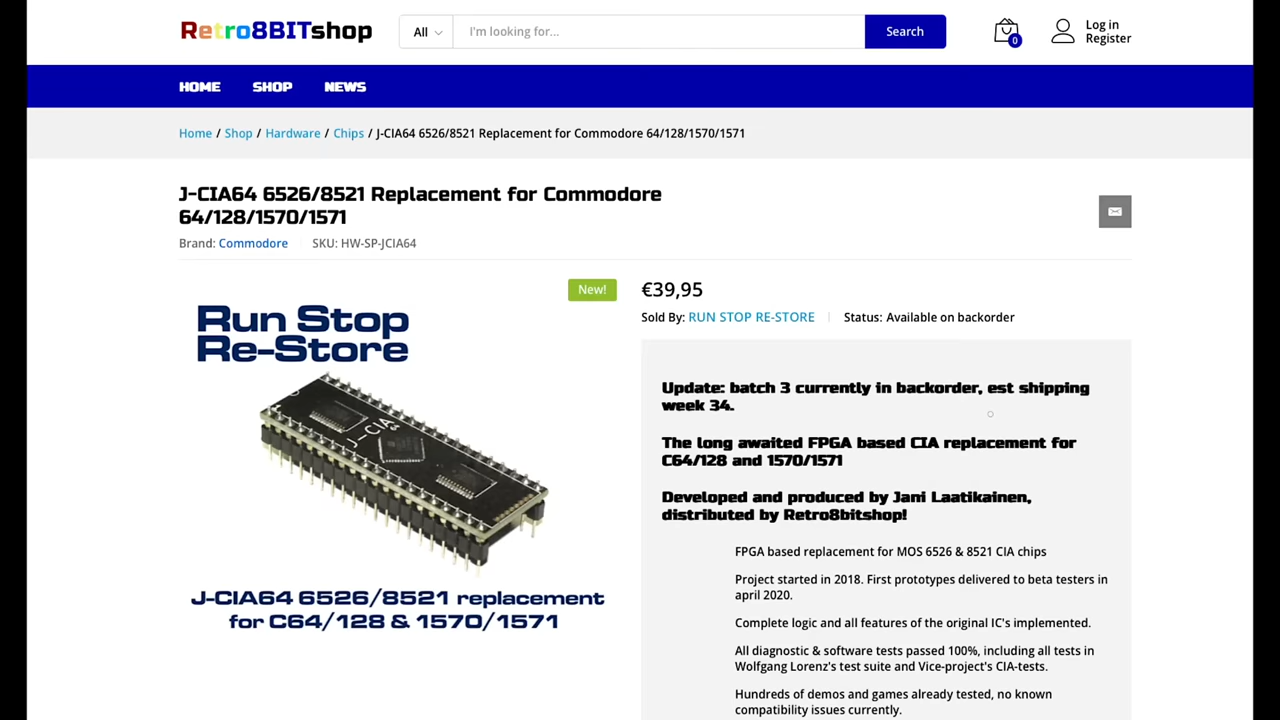 Retro8BITshop
All
I'm looking for...
Search
0
Log in
Register
HOME
SHOP
NEWS
Home / Shop / Hardware / Chips / J-CIA64 6526/8521 Replacement for Commodore 64/128/1570/1571
J-CIA64 6526/8521 Replacement for Commodore
64/128/1570/1571
Brand: Commodore
SKU: HW-SP-JCIA64
New!
Run Stop
Re-Store
J-CIA
J-CIA64 6526/8521 replacement
for C64/128 & 1570/1571
€39,95
Sold By: RUN STOP RE-STORE
Status: Available on backorder
Update: batch 3 currently in backorder, est shipping
week 34.
The long awaited FPGA based CIA replacement for
C64/128 and 1570/1571
Developed and produced by Jani Laatikainen,
distributed by Retro8bitshop!
FPGA based replacement for MOS 6526 & 8521 CIA chips
Project started in 2018. First prototypes delivered to beta testers in
april 2020.
Complete logic and all features of the original IC's implemented.
All diagnostic & software tests passed 100%, including all tests in
Wolfgang Lorenz's test suite and Vice-project's CIA-tests.
Hundreds of demos and games already tested, no known
compatibility issues currently.